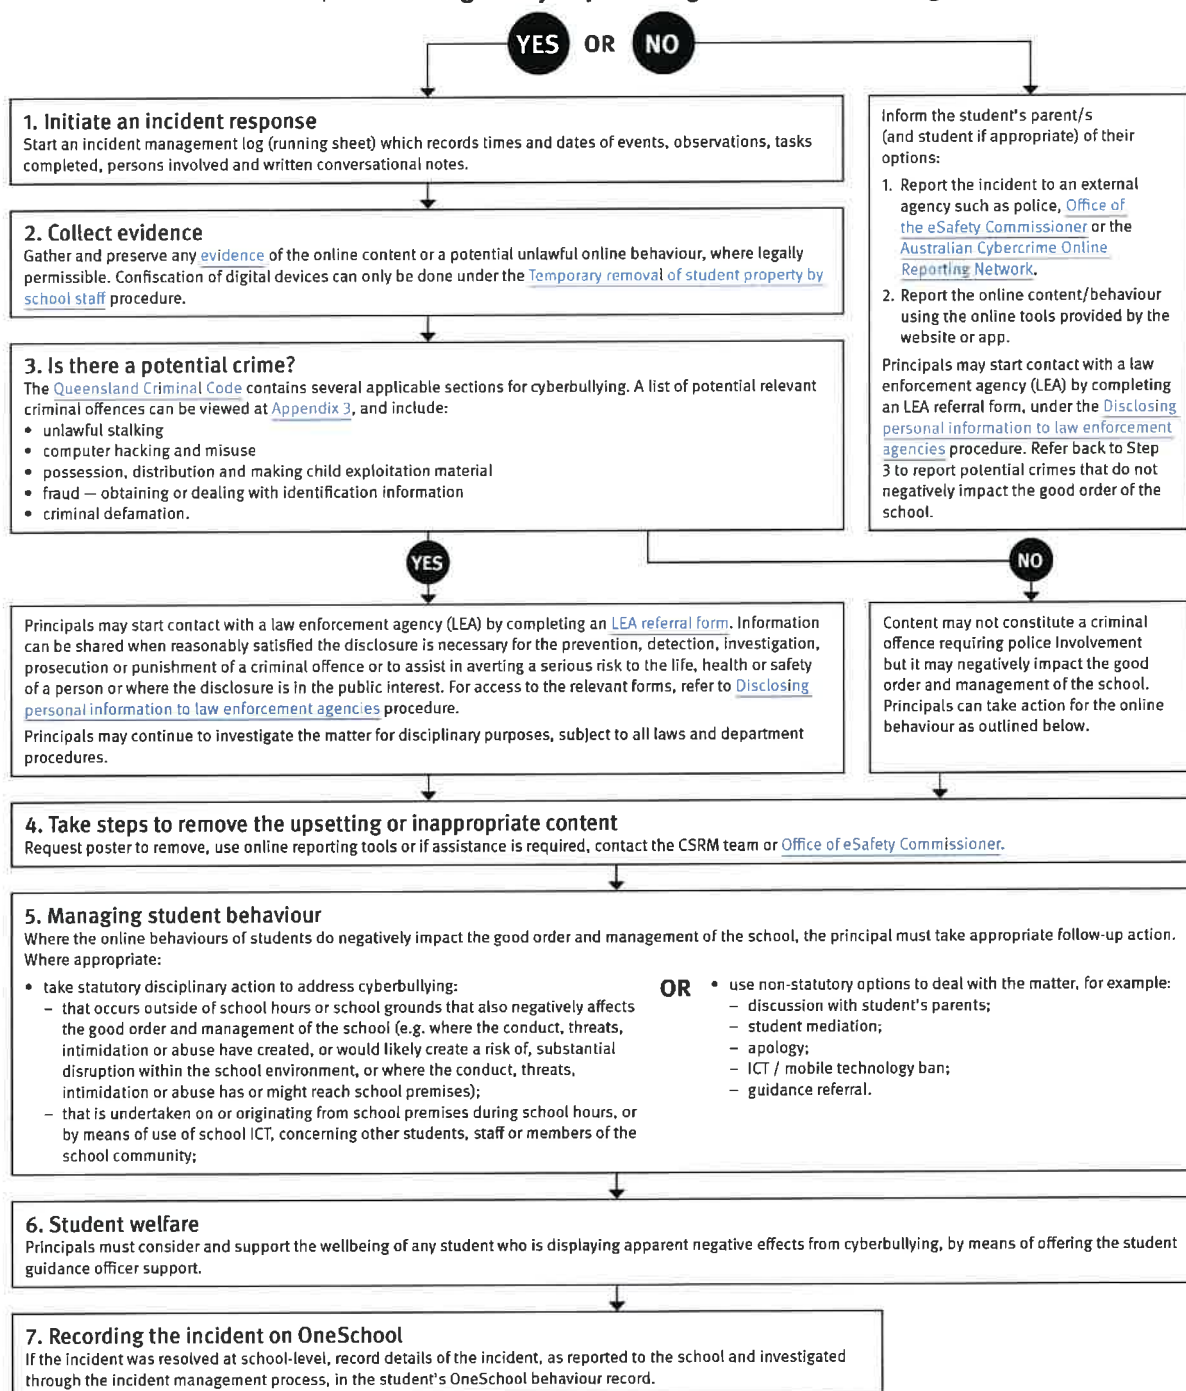 YES OR NO
1. Initiate an incident response
Start an incident management log (running sheet) which records times and dates of events, observations, tasks
completed, persons involved and written conversational notes.
2. Collect evidence
Gather and preserve any evidence of the online content or a potential unlawful online behaviour, where legally
permissible. Confiscation of digital devices can only be done under the Temporary removal of student property by
school staff procedure.
3. Is there a potential crime?
The Queensland Criminal Code contains several applicable sections for cyberbullying. A list of potential relevant
criminal offences can be viewed at Appendix 3, and include:
• unlawful stalking
• computer hacking and misuse
• possession, distribution and making child exploitation material
• fraud — obtaining or dealing with identification information
• criminal defamation.
Inform the student's parent/s
(and student if appropriate) of their
options:
1. Report the incident to an external
agency such as police, Office of
the eSafety Commissioner or the
Australian Cybercrime Online
Reporting Network.
2. Report the online content/behaviour
using the online tools provided by the
website or app.
Principals may start contact with a law
enforcement agency (LEA) by completing
an LEA referral form, under the Disclosing
personal information to law enforcement
agencies procedure. Refer back to Step
3 to report potential crimes that do not
negatively impact the good order of the
school.
YES
NO
Principals may start contact with a law enforcement agency (LEA) by completing an LEA referral form. Information
can be shared when reasonably satisfied the disclosure is necessary for the prevention, detection, investigation,
prosecution or punishment of a criminal offence or to assist in averting a serious risk to the life, health or safety
of a person or where the disclosure is in the public interest. For access to the relevant forms, refer to Disclosing
personal information to law enforcement agencies procedure.
Principals may continue to investigate the matter for disciplinary purposes, subject to all laws and department
procedures.
Content may not constitute a criminal
offence requiring police involvement
but it may negatively impact the good
order and management of the school.
Principals can take action for the online
behaviour as outlined below.
4. Take steps to remove the upsetting or inappropriate content
Request poster to remove, use online reporting tools or if assistance is required, contact the CSRM team or Office of eSafety Commissioner.
5. Managing student behaviour
Where the online behaviours of students do negatively impact the good order and management of the school, the principal must take appropriate follow-up action.
Where appropriate:
• take statutory disciplinary action to address cyberbullying:
– that occurs outside of school hours or school grounds that also negatively affects
the good order and management of the school (e.g. where the conduct, threats,
intimidation or abuse have created, or would likely create a risk of, substantial
disruption within the school environment, or where the conduct, threats,
intimidation or abuse has or might reach school premises);
– that is undertaken on or originating from school premises during school hours, or
by means of use of school ICT, concerning other students, staff or members of the
school community;
OR
• use non-statutory options to deal with the matter, for example:
– discussion with student's parents;
– student mediation;
– apology;
– ICT / mobile technology ban;
– guidance referral.
6. Student welfare
Principals must consider and support the wellbeing of any student who is displaying apparent negative effects from cyberbullying, by means of offering the student
guidance officer support.
7. Recording the incident on OneSchool
If the incident was resolved at school-level, record details of the incident, as reported to the school and investigated
through the incident management process, in the student's OneSchool behaviour record.